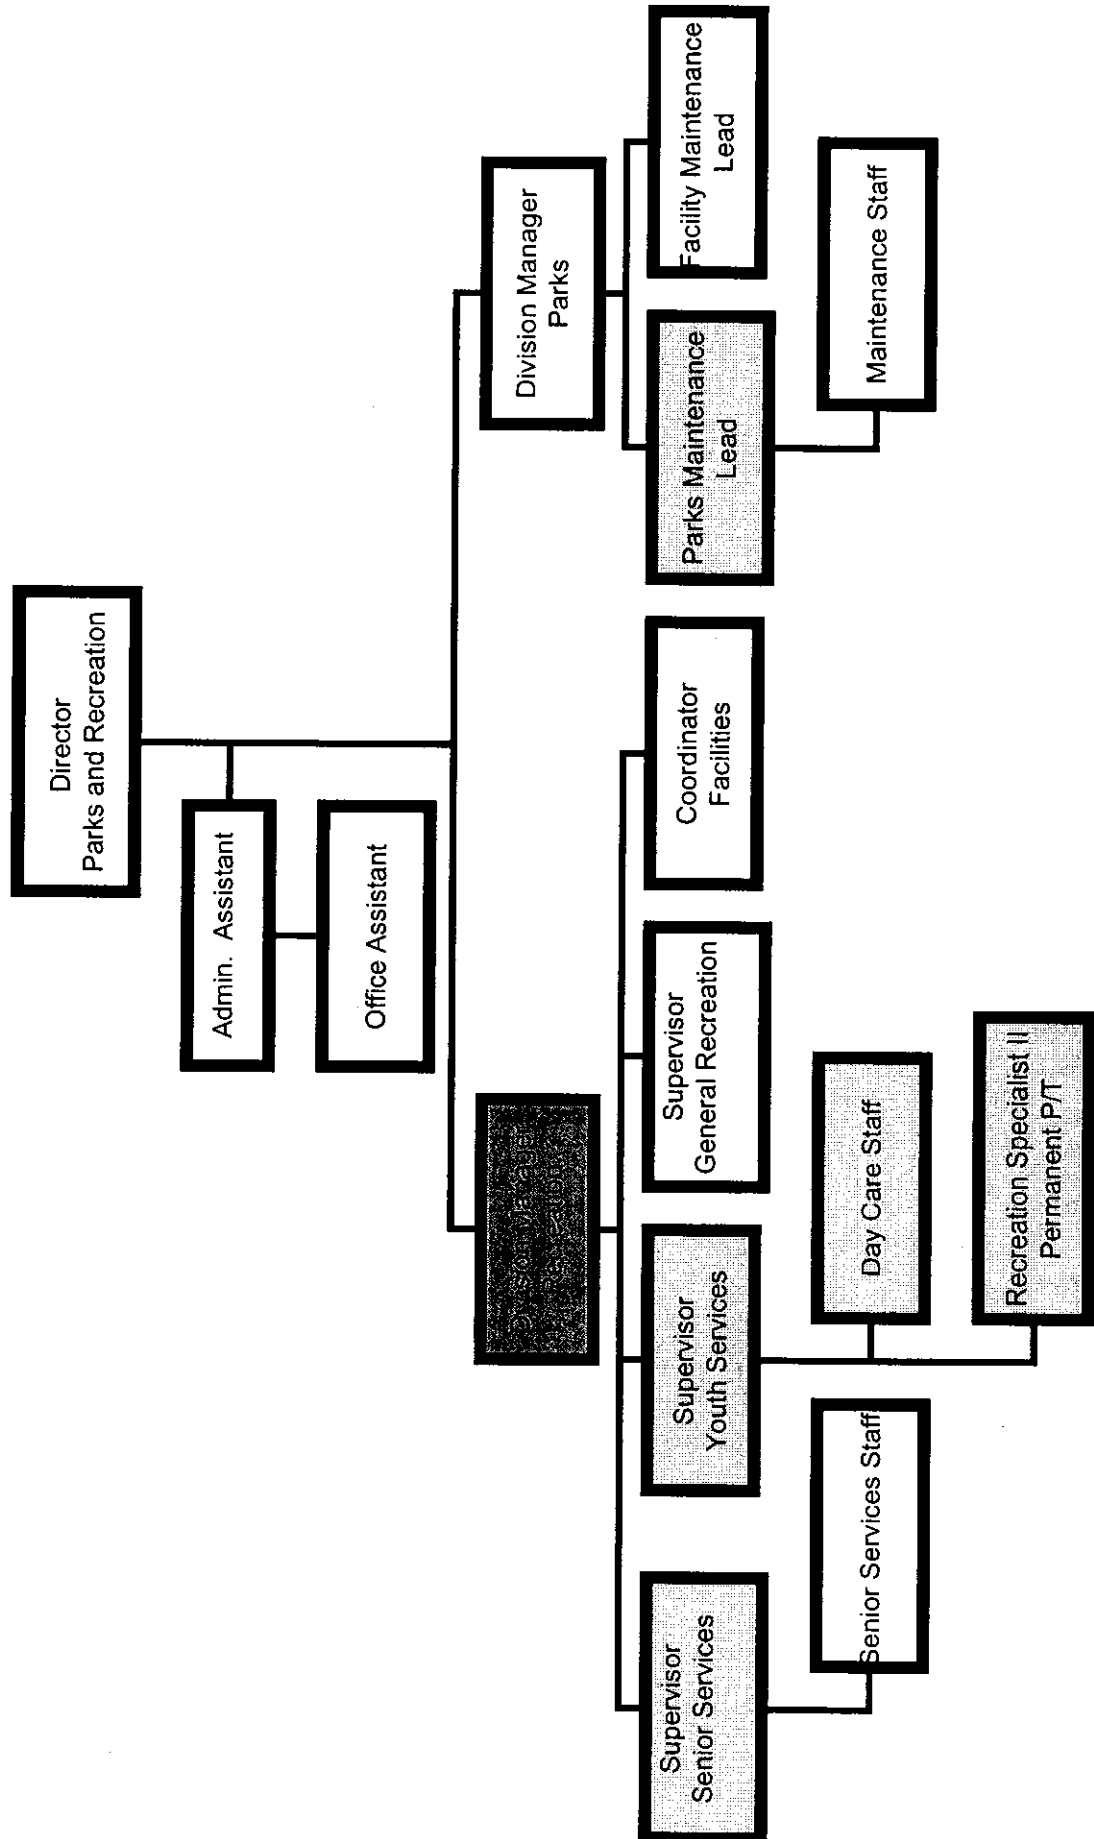 Director
Parks and Recreation
Admin. Assistant
Office Assistant
Division Manager
Division Manager
Parks
Supervisor
Senior Services
Supervisor
Youth Services
Supervisor
General Recreation
Coordinator
Facilities
Parks Maintenance
Lead
Facility Maintenance
Lead
Senior Services Staff
Day Care Staff
Maintenance Staff
Recreation Specialist II
Permanent P/T